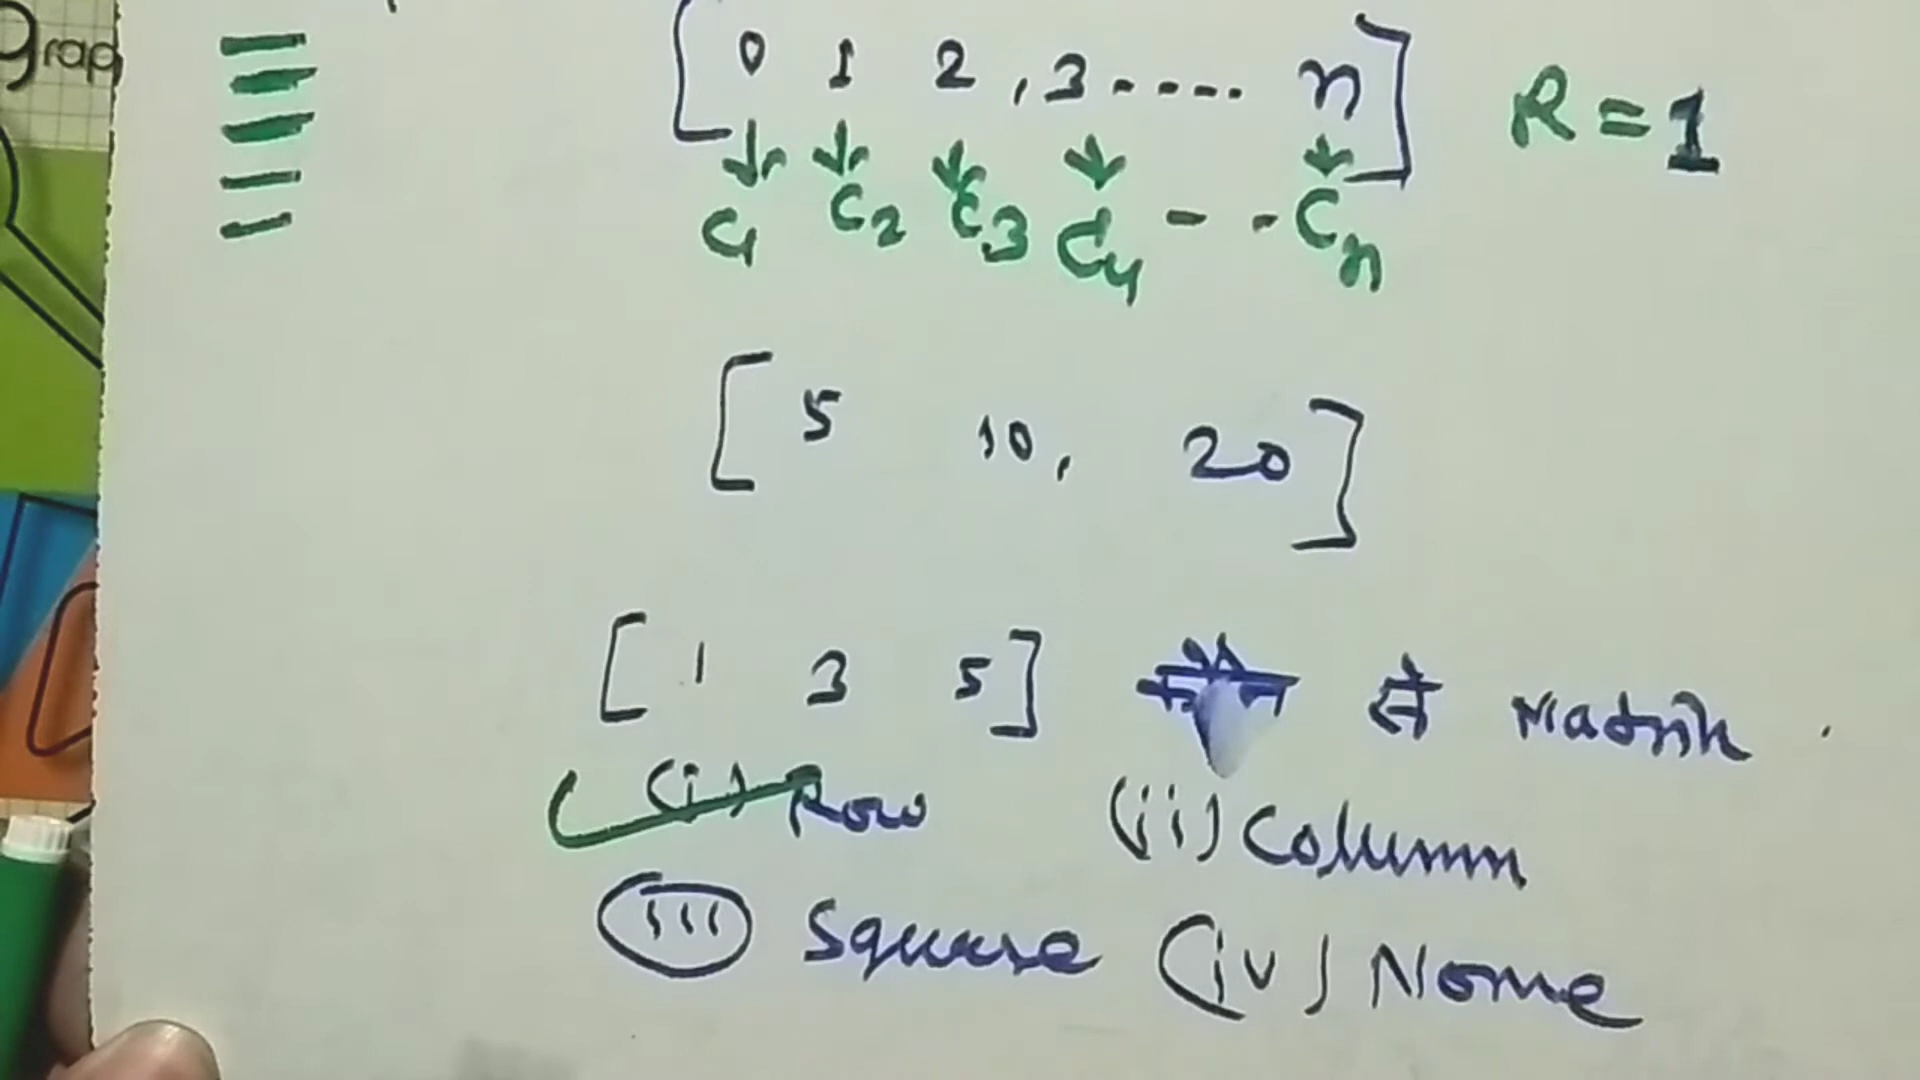 grap
[0 1 2, 3..... n] R = 1
C1 C2 C3 C4 - - Cn
[5 10, 20]
[1 3 5] है Matrix
(i) Row (ii) Column
(iii) Square (iv) None